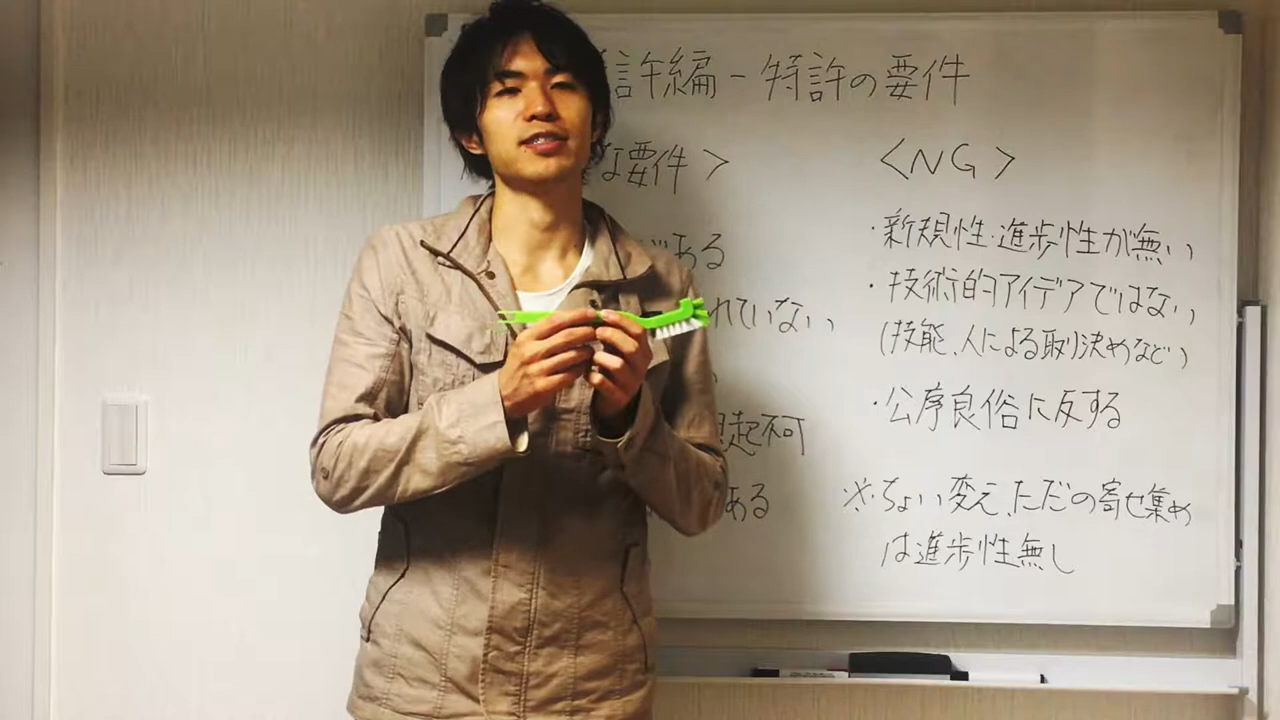 許編-特許の要件
な要件>
<NG>
がある
・新規性・進歩性が無い
れていない
・技術的アイデアではない
(技能、人による取り決めなど)
起不可
・公序良俗に反する
ある
※・ちょい変え、ただの寄せ集め
は進歩性無し